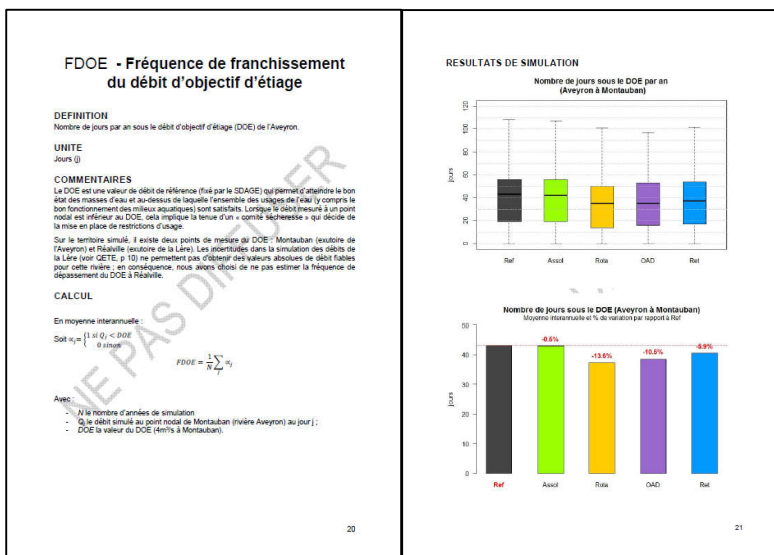 FDOE - Fréquence de franchissement
du débit d'objectif d'étiage
DEFINITION
Nombre de jours par an sous le débit d'objectif d'étiage (DOE) de l'Aveyron.
UNITE
Jours (j)
COMMENTAIRES
Le DOE est une valeur de débit de référence (fixé par le SDAGE) qui permet d'atteindre le bon
état des masses d'eau et au-dessus de laquelle l'ensemble des usages de l'eau (y compris le
bon fonctionnement des milieux aquatiques) sont satisfaits. Lorsque le débit mesuré à un point
nodal est inférieur au DOE, cela implique la tenue d'un « comité sécheresse » qui décide de
la mise en place de restrictions d'usage.
Sur le territoire simulé, il existe deux points de mesure du DOE : Montauban (exutoire de
l'Aveyron) et Réalville (exutoire de la Lère). Les incertitudes dans la simulation des débits de
la Lère (voir QETE, p 10) ne permettent pas d'obtenir des valeurs absolues de débit fiables
pour cette rivière ; en conséquence, nous avons choisi de ne pas estimer la fréquence de
dépassement du DOE à Réalville.
CALCUL
En moyenne interannuelle :
Soit ∝j= {1 si Qj < DOE
0 sinon
FDOE = 1/N ∑j ∝j
Avec :
- N le nombre d'années de simulation
- Qj le débit simulé au point nodal de Montauban (rivière Aveyron) au jour j ;
- DOE la valeur du DOE (4m³/s à Montauban).
NE PAS DIFFUSER
20
RESULTATS DE SIMULATION
Nombre de jours sous le DOE par an
(Aveyron à Montauban)
120
100
80
60
40
20
0
jours
Ref Assol Rota OAD Ret
Nombre de jours sous le DOE (Aveyron à Montauban)
Moyenne interannuelle et % de variation par rapport à Ref
50
40
30
20
10
0
jours
-0.6% -13.6% -10.5% -5.9%
Ref Assol Rota OAD Ret
21